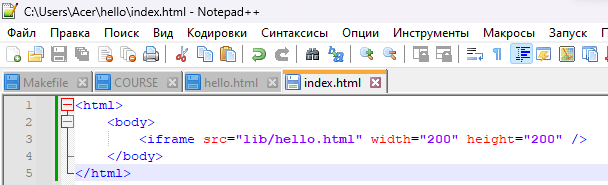 C:\Users\Acer\hello\index.html - Notepad++
Файл Правка Поиск Вид Кодировки Синтаксисы Опции Инструменты Макросы Запуск
Makefile COURSE hello.html index.html
1 <html>
2 <body>
3 <iframe src="lib/hello.html" width="200" height="200" />
4 </body>
5 </html>